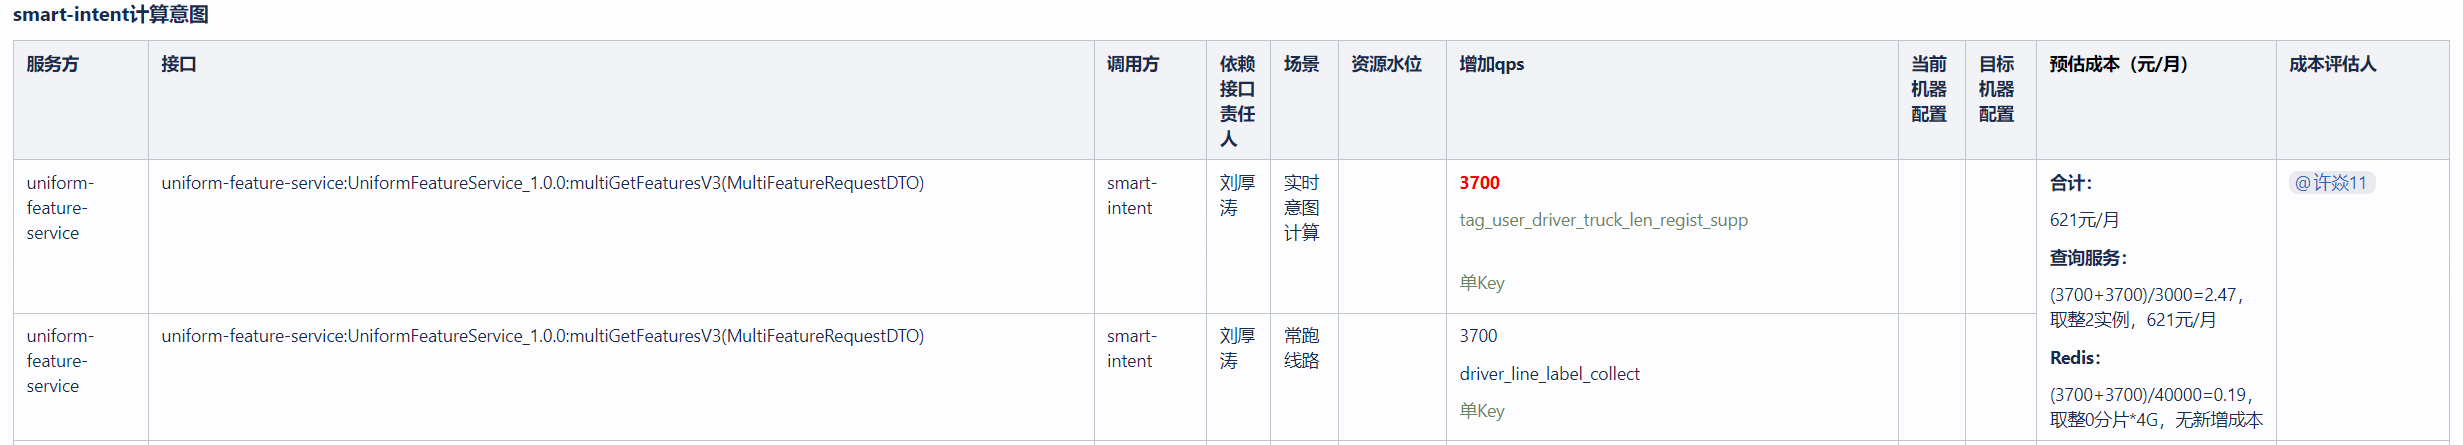 smart-intent计算意图
服务方
接口
调用方
依赖
接口
责任
人
场景
资源水位
增加qps
当前
机器
配置
目标
机器
配置
预估成本（元/月）
成本评估人
uniform-
feature-
service
uniform-feature-service:UniformFeatureService_1.0.0:multiGetFeaturesV3(MultiFeatureRequestDTO)
smart-
intent
刘厚
涛
实时
意图
计算
3700
tag_user_driver_truck_len_regist_supp
单Key
合计：
621元/月
查询服务：
(3700+3700)/3000=2.47，
取整2实例，621元/月
Redis：
(3700+3700)/40000=0.19，
取整0分片*4G，无新增成本
@许焱11
uniform-
feature-
service
uniform-feature-service:UniformFeatureService_1.0.0:multiGetFeaturesV3(MultiFeatureRequestDTO)
smart-
intent
刘厚
涛
常跑
线路
3700
driver_line_label_collect
单Key